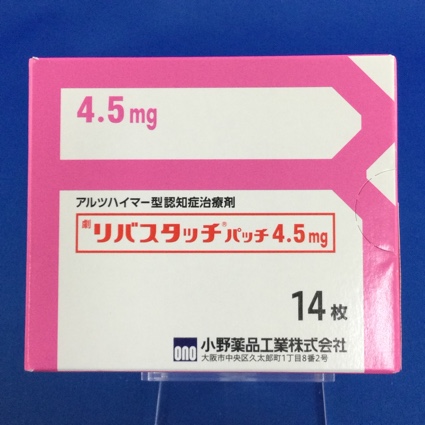 4.5mg
アルツハイマー型認知症治療剤
劇 リバスタッチ®パッチ4.5mg
14枚
ono 小野薬品工業株式会社
大阪市中央区久太郎町1丁目8番2号